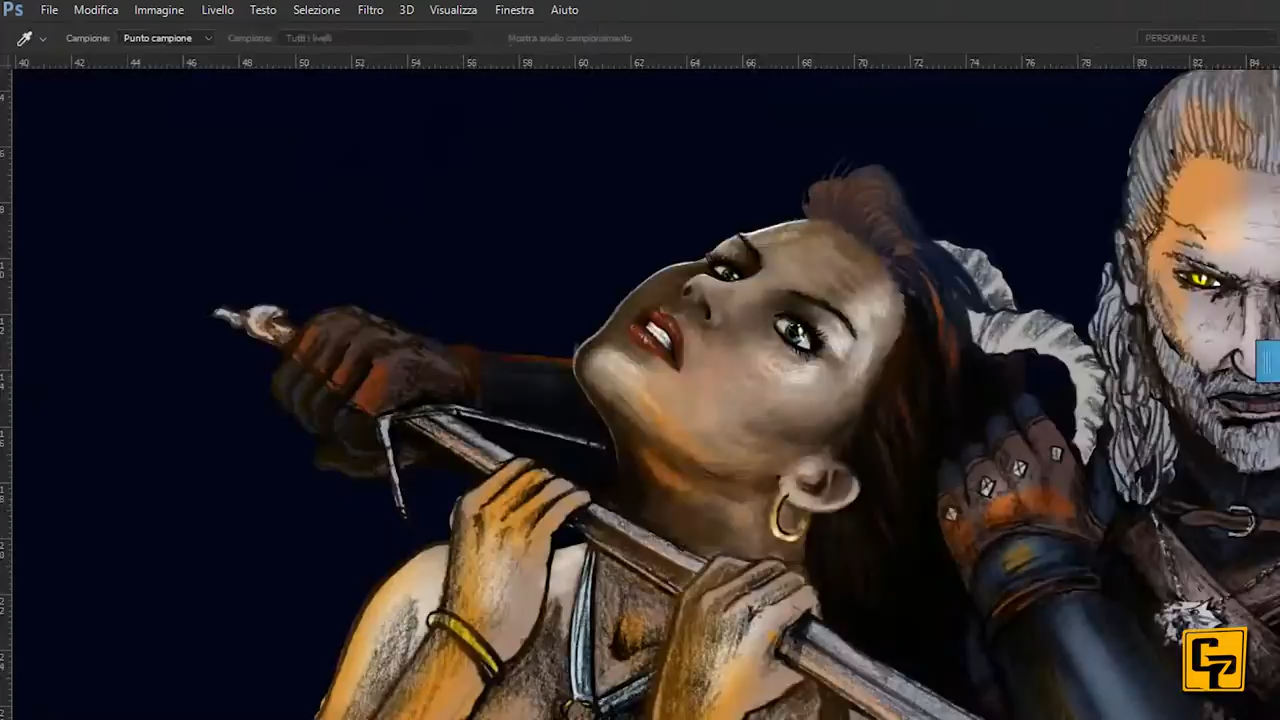 Ps File Modifica Immagine Livello Testo Selezione Filtro 3D Visualizza Finestra Aiuto
Campione: Punto campione Campione: Tutti i livelli Mostra anello campionamento PERSONALE 1
40 42 44 46 48 50 52 54 56 58 60 62 64 66 68 70 72 74 76 78 80 82 84